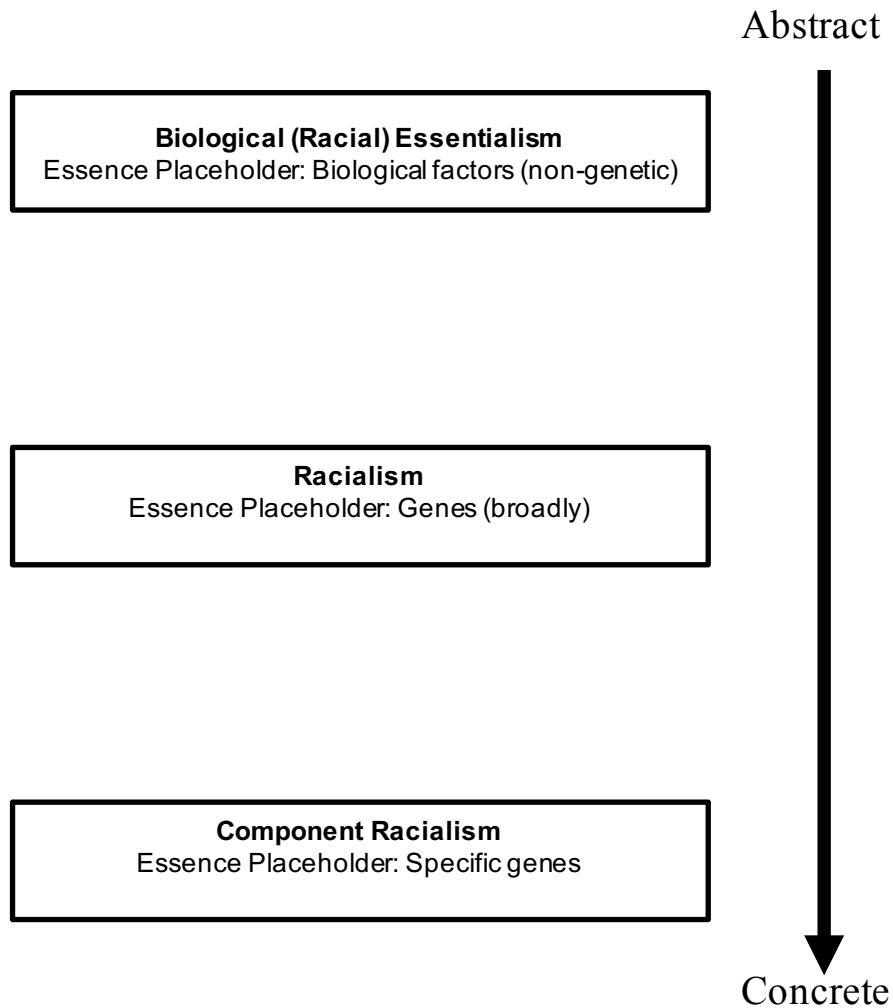 Abstract
Biological (Racial) Essentialism
Essence Placeholder: Biological factors (non-genetic)
Racialism
Essence Placeholder: Genes (broadly)
Component Racialism
Essence Placeholder: Specific genes
Concrete